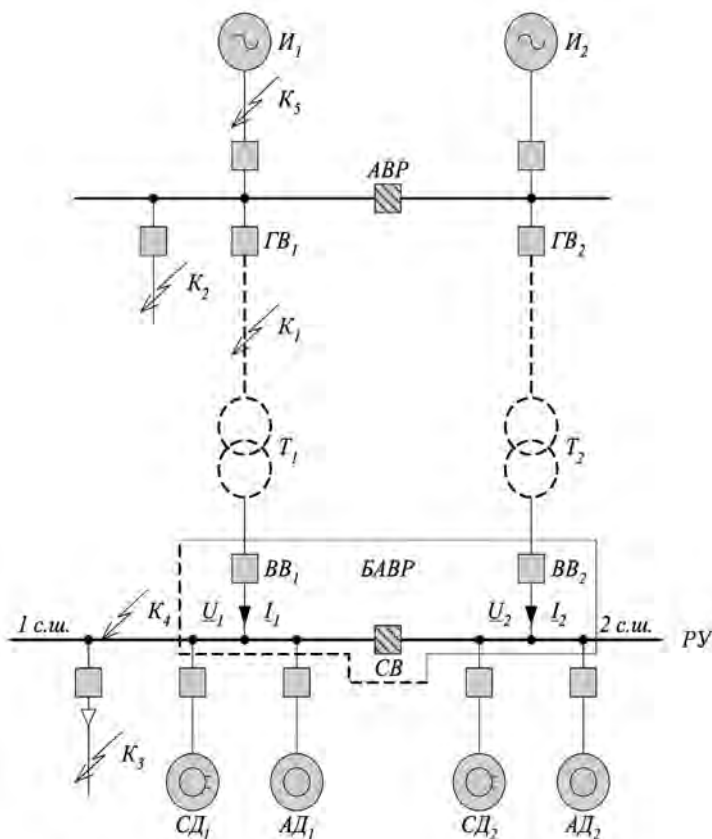 И1 И2
К5
АВР
ГВ1 ГВ2
К2
К1
Т1 Т2
ВВ1 БАВР ВВ2
1 с.ш. К4 U1 I1 U2 I2 2 с.ш.
РУ
СВ
К3
СД1 АД1 СД2 АД2